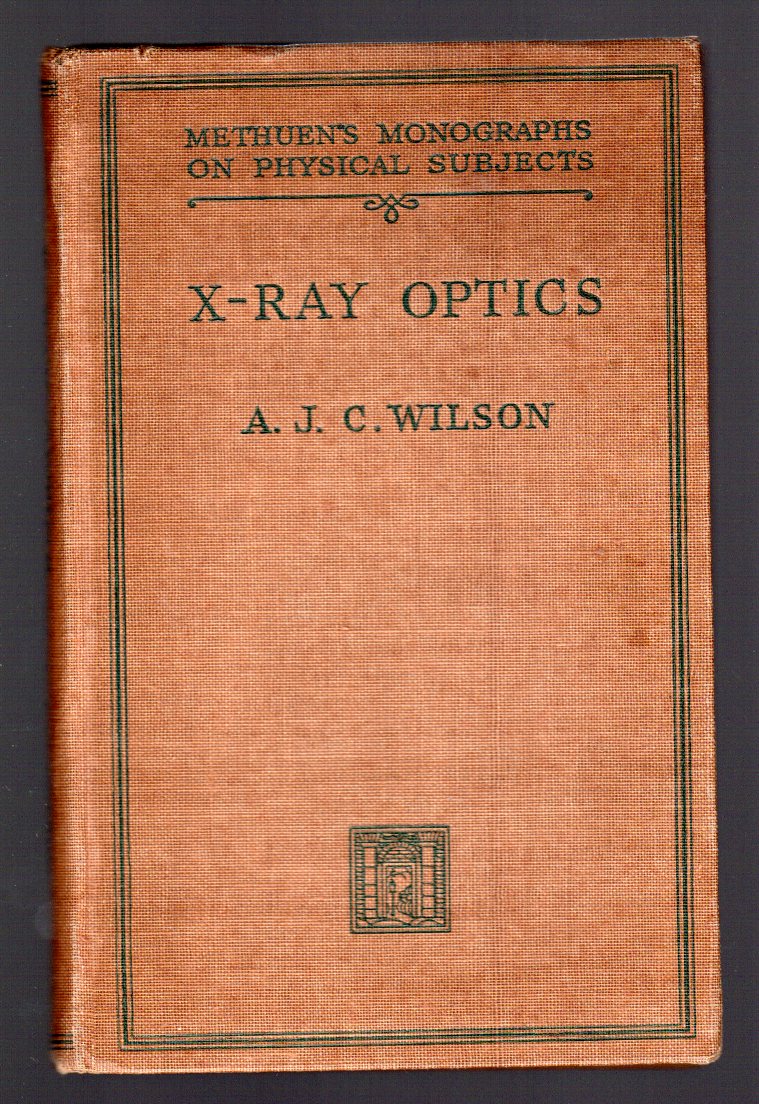 METHUEN'S MONOGRAPHS
ON PHYSICAL SUBJECTS
X-RAY OPTICS
A. J. C. WILSON